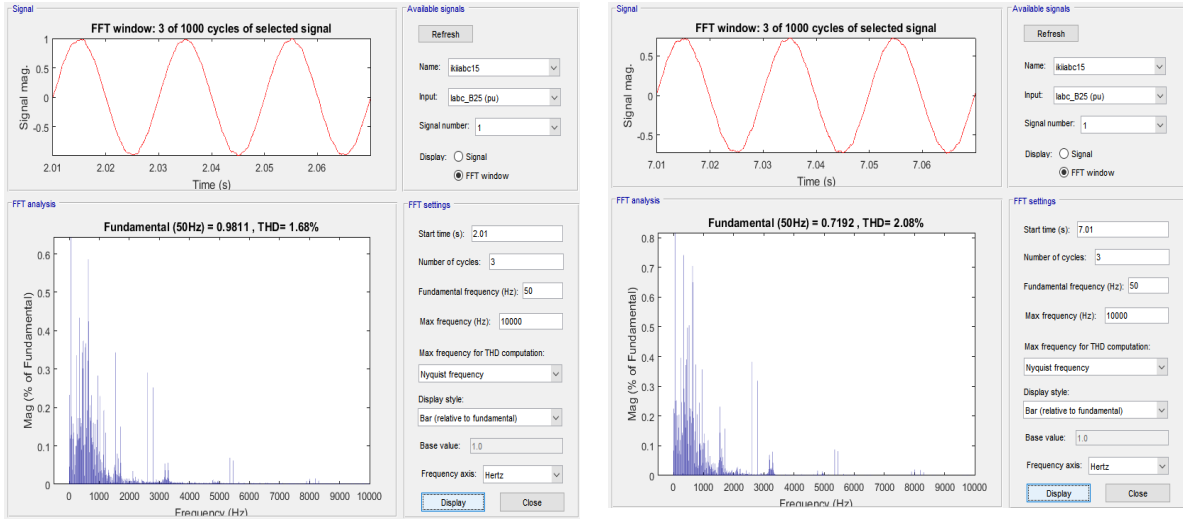 Signal
FFT window: 3 of 1000 cycles of selected signal
Signal mag.
1
0.5
0
-0.5
2.01 2.02 2.03 2.04 2.05 2.06
Time (s)
Available signals
Refresh
Name: ikiiabc15
Input: Iabc_B25 (pu)
Signal number: 1
Display: Signal
FFT window
FFT analysis
Fundamental (50Hz) = 0.9811 , THD= 1.68%
Mag (% of Fundamental)
0.6
0.5
0.4
0.3
0.2
0.1
0
0 1000 2000 3000 4000 5000 6000 7000 8000 9000 10000
Frequency (Hz)
FFT settings
Start time (s): 2.01
Number of cycles: 3
Fundamental frequency (Hz): 50
Max frequency (Hz): 10000
Max frequency for THD computation:
Nyquist frequency
Display style:
Bar (relative to fundamental)
Base value: 1.0
Frequency axis: Hertz
Display Close
Signal
FFT window: 3 of 1000 cycles of selected signal
Signal mag.
0.5
0
-0.5
7.01 7.02 7.03 7.04 7.05 7.06
Time (s)
Available signals
Refresh
Name: ikiiabc15
Input: Iabc_B25 (pu)
Signal number: 1
Display: Signal
FFT window
FFT analysis
Fundamental (50Hz) = 0.7192 , THD= 2.08%
Mag (% of Fundamental)
0.8
0.7
0.6
0.5
0.4
0.3
0.2
0.1
0
0 1000 2000 3000 4000 5000 6000 7000 8000 9000 10000
Frequency (Hz)
FFT settings
Start time (s): 7.01
Number of cycles: 3
Fundamental frequency (Hz): 50
Max frequency (Hz): 10000
Max frequency for THD computation:
Nyquist frequency
Display style:
Bar (relative to fundamental)
Base value: 1.0
Frequency axis: Hertz
Display Close